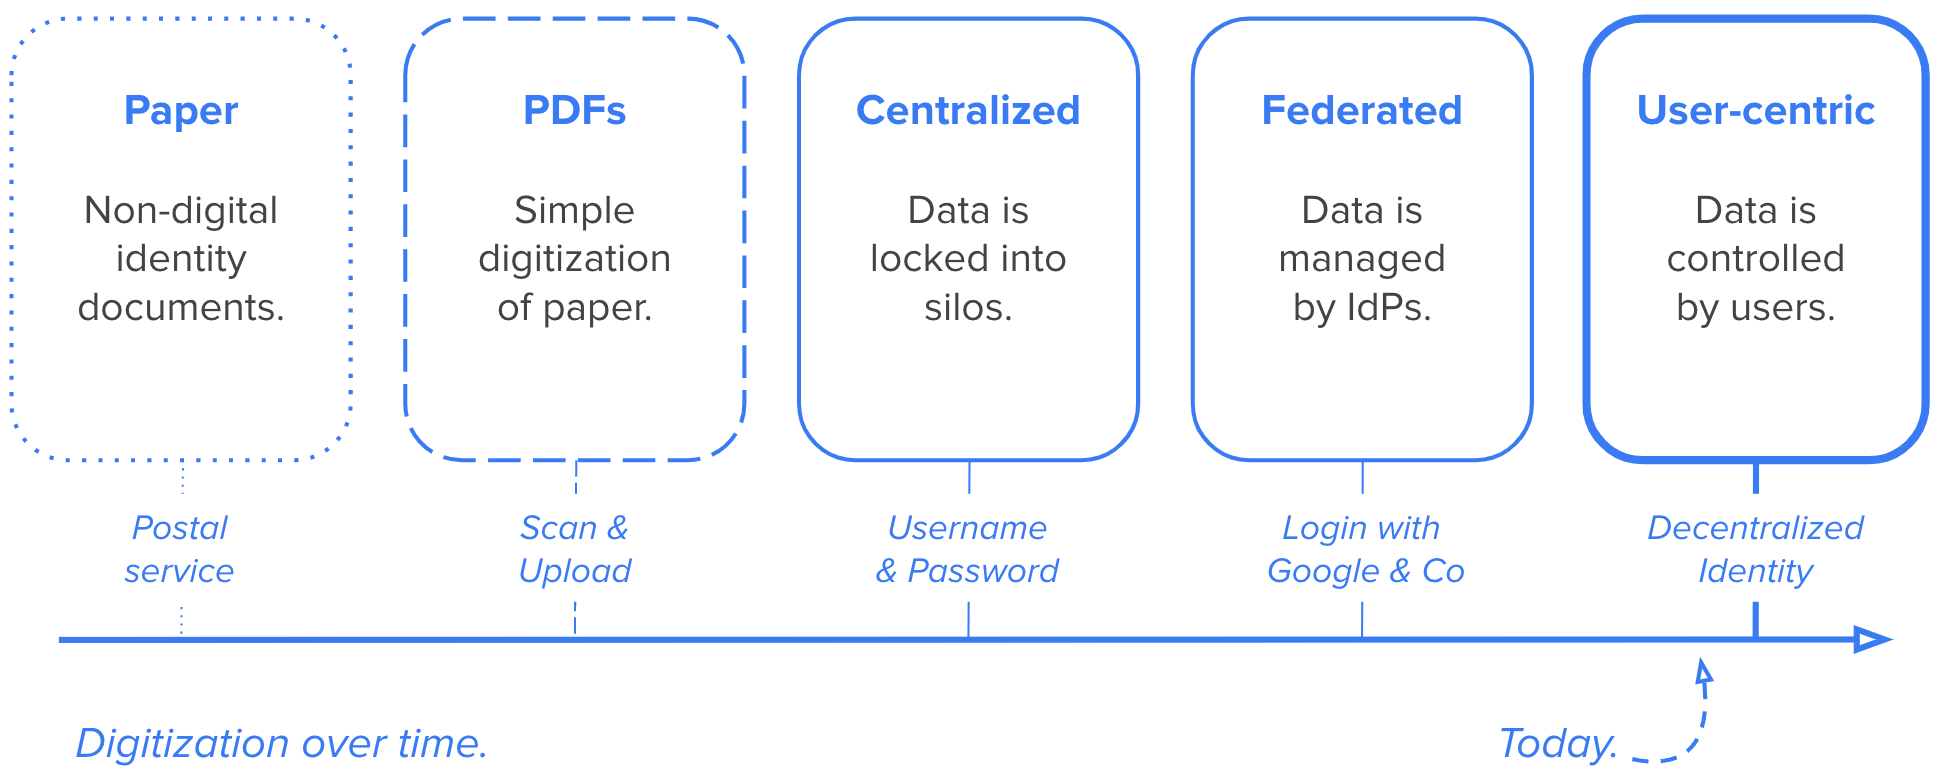 Paper
Non-digital
identity
documents.
Postal
service
PDFs
Simple
digitization
of paper.
Scan &
Upload
Centralized
Data is
locked into
silos.
Username
& Password
Federated
Data is
managed
by IdPs.
Login with
Google & Co
User-centric
Data is
controlled
by users.
Decentralized
Identity
Digitization over time.
Today.